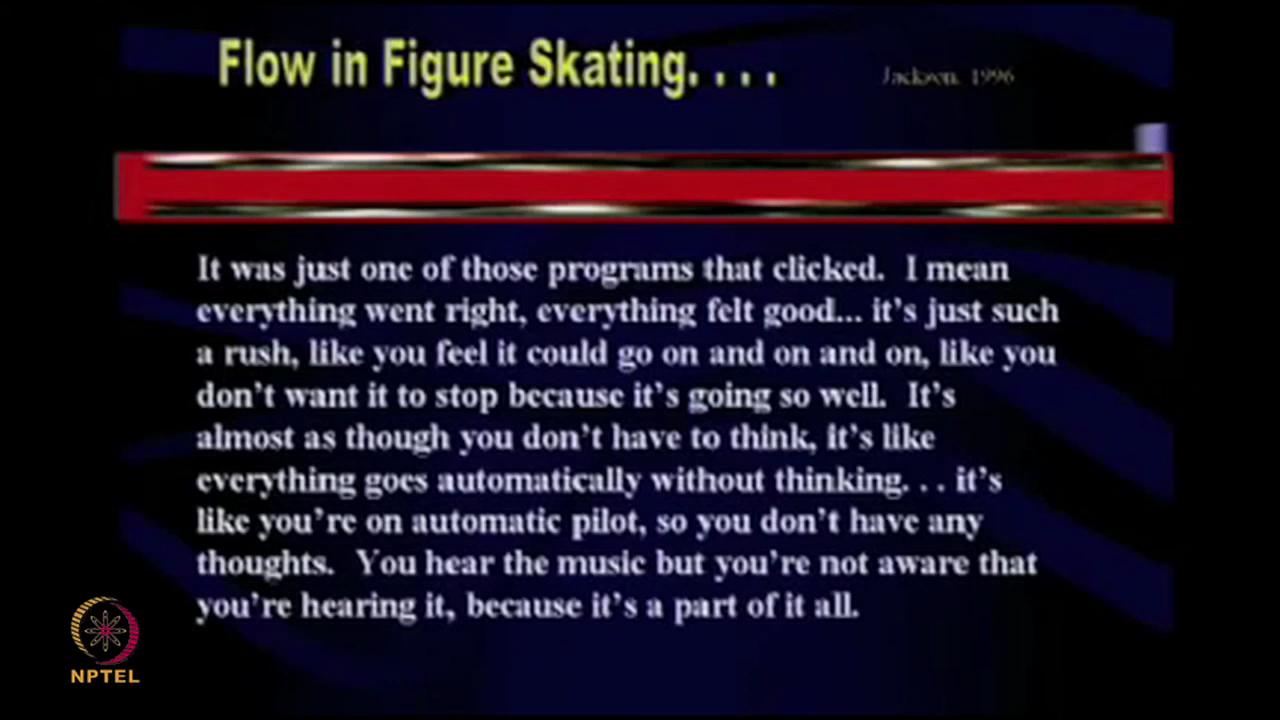 Flow in Figure Skating. . . .
Jackson, 1996
It was just one of those programs that clicked. I mean
everything went right, everything felt good... it's just such
a rush, like you feel it could go on and on and on, like you
don't want it to stop because it's going so well. It's
almost as though you don't have to think, it's like
everything goes automatically without thinking. . . it's
like you're on automatic pilot, so you don't have any
thoughts. You hear the music but you're not aware that
you're hearing it, because it's a part of it all.
NPTEL